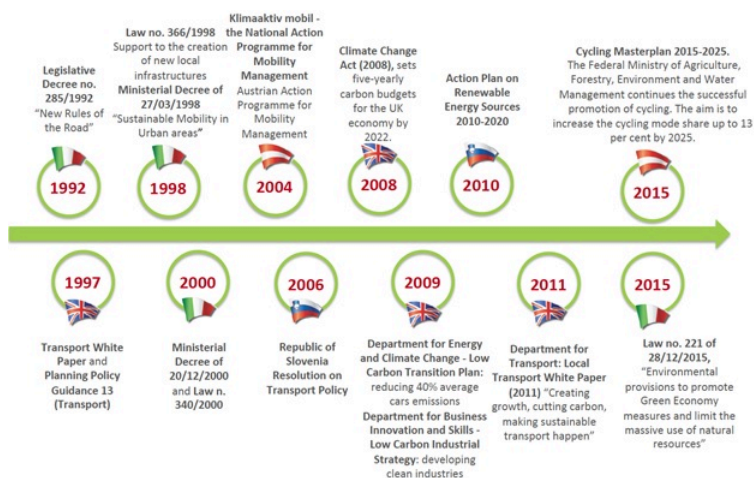 Legislative
Decree no.
285/1992
“New Rules of
the Road”
1992
Law no. 366/1998
Support to the creation
of new local
infrastructures
Ministerial Decree of
27/03/1998
“Sustainable Mobility in
Urban areas”
1998
Klimaaktiv mobil -
the National Action
Programme for
Mobility
Management
Austrian Action
Programme for
Mobility
Management
2004
Climate Change
Act (2008), sets
five-yearly
carbon budgets
for the UK
economy by
2022.
2008
Action Plan on
Renewable
Energy Sources
2010-2020
2010
Cycling Masterplan 2015-2025.
The Federal Ministry of Agriculture,
Forestry, Environment and Water
Management continues the successful
promotion of cycling. The aim is to
increase the cycling mode share up to 13
per cent by 2025.
2015
1997
Transport White
Paper and
Planning Policy
Guidance 13
(Transport)
2000
Ministerial
Decree of
20/12/2000
and Law n.
340/2000
2006
Republic of
Slovenia
Resolution on
Transport Policy
2009
Department for Energy
and Climate Change - Low
Carbon Transition Plan:
reducing 40% average
cars emissions
Department for Business
Innovation and Skills -
Low Carbon Industrial
Strategy: developing
clean industries
2011
Department for
Transport: Local
Transport White Paper
(2011) “Creating
growth, cutting carbon,
making sustainable
transport happen”
2015
Law no. 221 of
28/12/2015,
“Environmental
provisions to promote
Green Economy
measures and limit the
massive use of natural
resources”